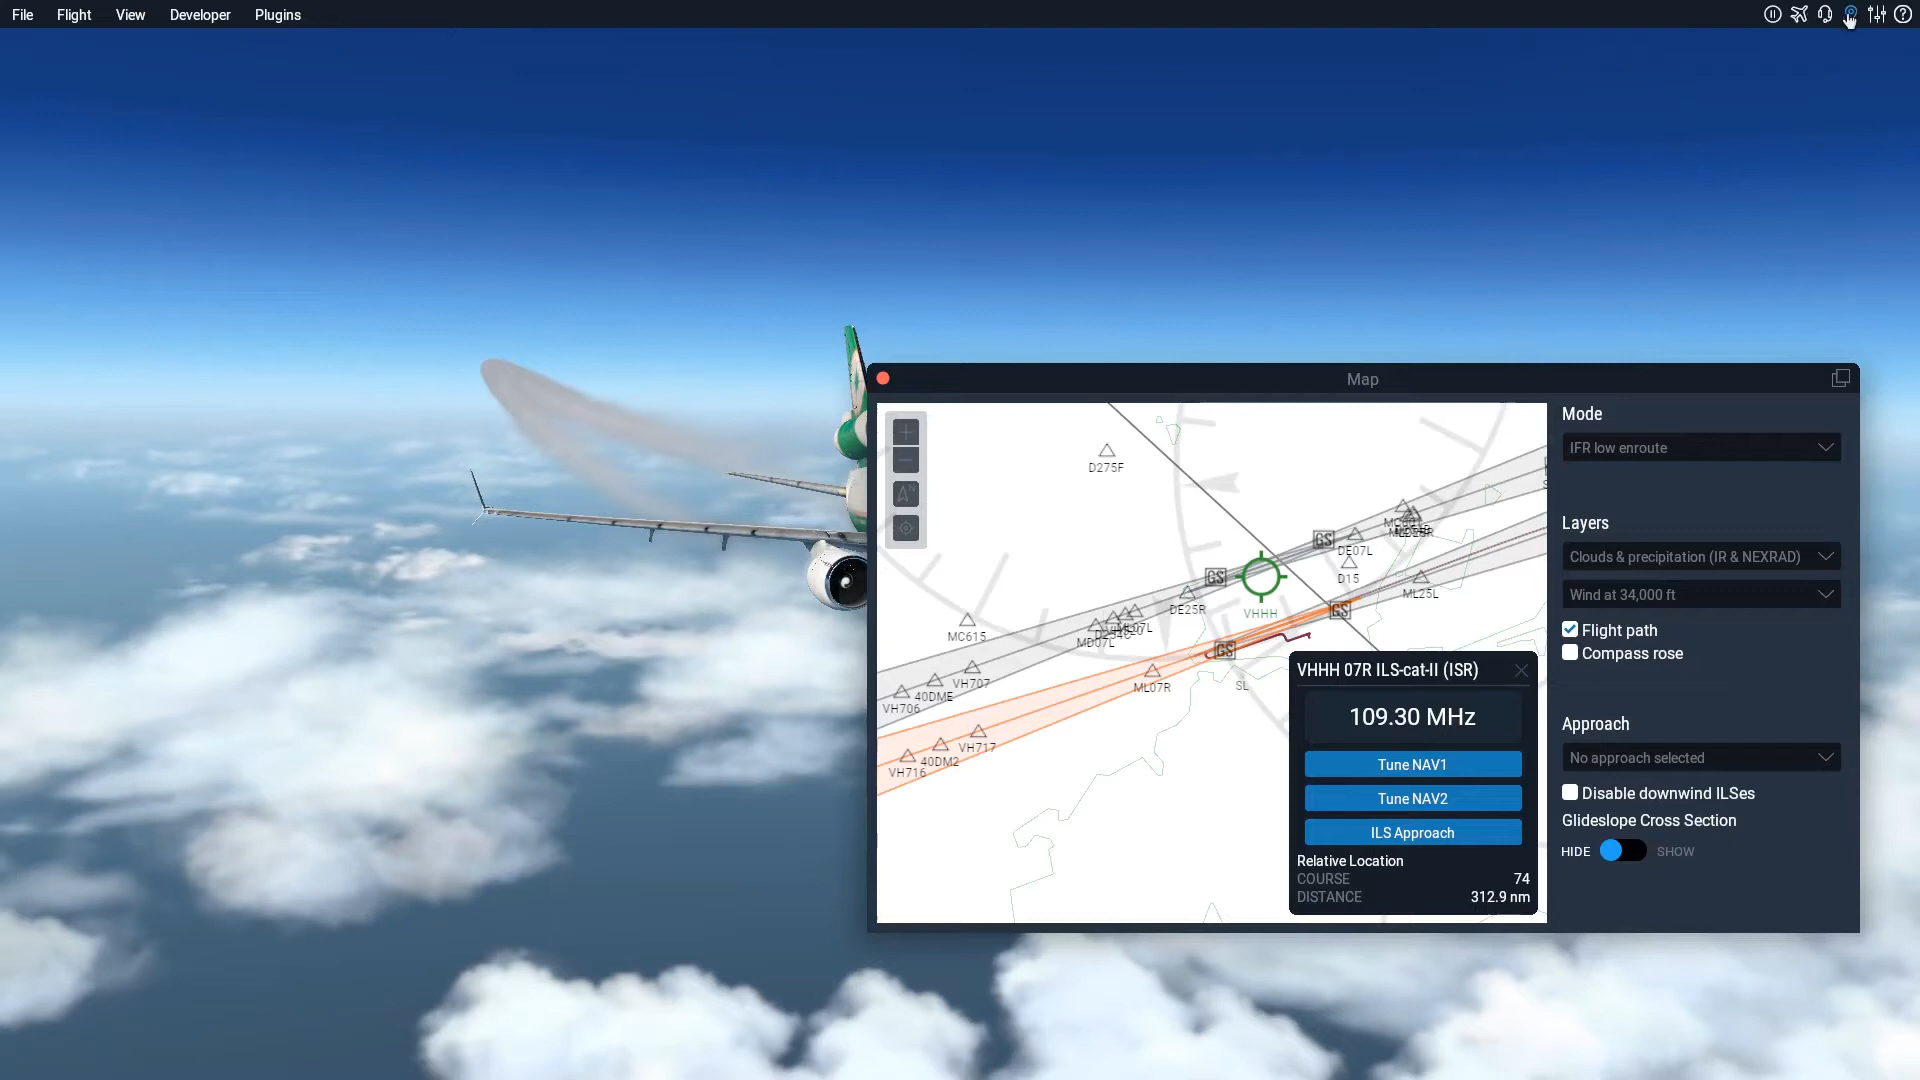 File Flight View Developer Plugins
Map
Mode
IFR low enroute
Layers
Clouds & precipitation (IR & NEXRAD)
Wind at 34,000 ft
Flight path
Compass rose
Approach
No approach selected
Disable downwind ILSes
Glideslope Cross Section
HIDE SHOW
D275F
GS
DE07L
D15
GS
ML25L
VHHH
DE25R
GS
GS
MC615
MD07L
VH707
40DME
VH706
ML07R
SL
VH717
40DM2
VH716
VHHH 07R ILS-cat-II (ISR)
109.30 MHz
Tune NAV1
Tune NAV2
ILS Approach
Relative Location
COURSE 74
DISTANCE 312.9 nm